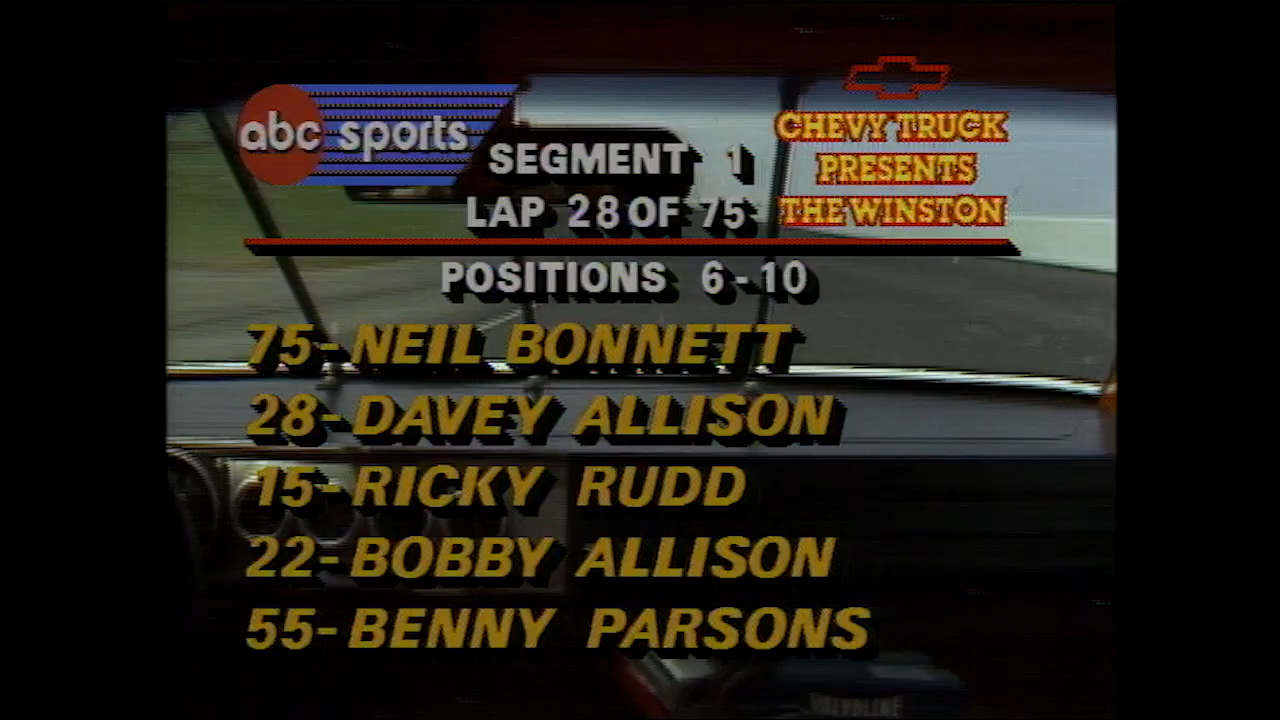 abc sports
SEGMENT 1
LAP 28 OF 75
CHEVY TRUCK
PRESENTS
THE WINSTON
POSITIONS 6-10
75-NEIL BONNETT
28-DAVEY ALLISON
15-RICKY RUDD
22-BOBBY ALLISON
55-BENNY PARSONS
VALVOLINE